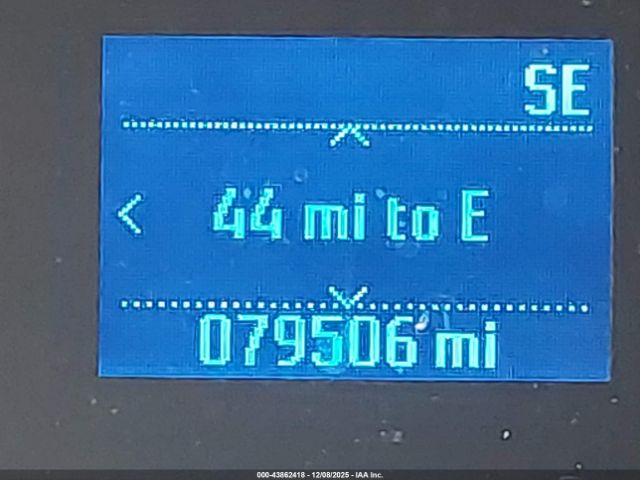 SE
44 mi to E
079506 mi
000-43862418 - 12/08/2025 - IAA Inc.